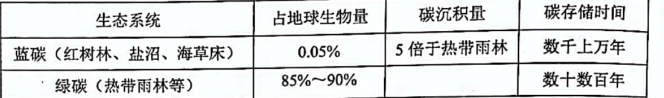 生态系统 占地球生物量 碳沉积量 碳存储时间
蓝碳（红树林、盐沼、海草床） 0.05% 5倍于热带雨林 数千上万年
绿碳（热带雨林等） 85%～90% 数十数百年